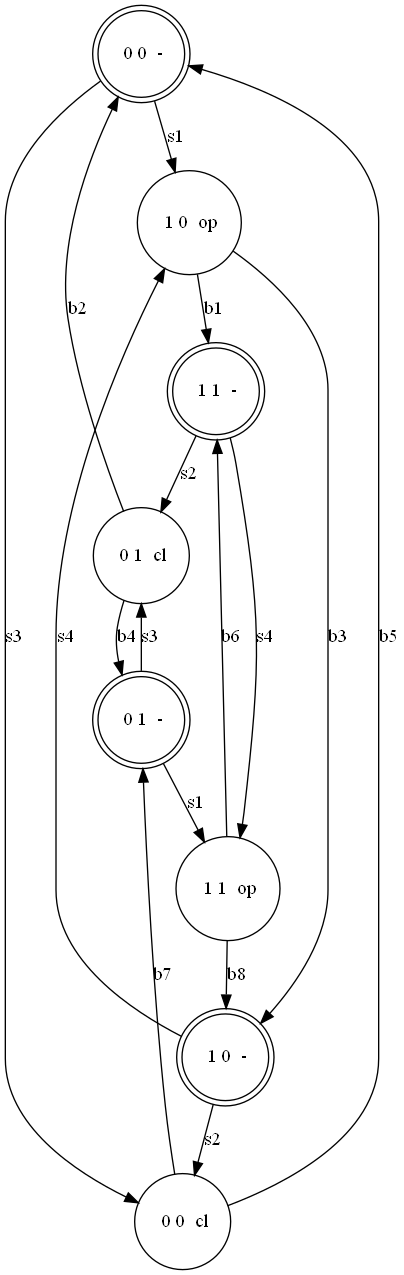 0 0 -
s1
1 0 op
b2
b1
1 1 -
s2
0 1 cl
s3
s4
b4
s3
b6
s4
b3
b5
0 1 -
s1
1 1 op
b7
b8
1 0 -
s2
0 0 cl